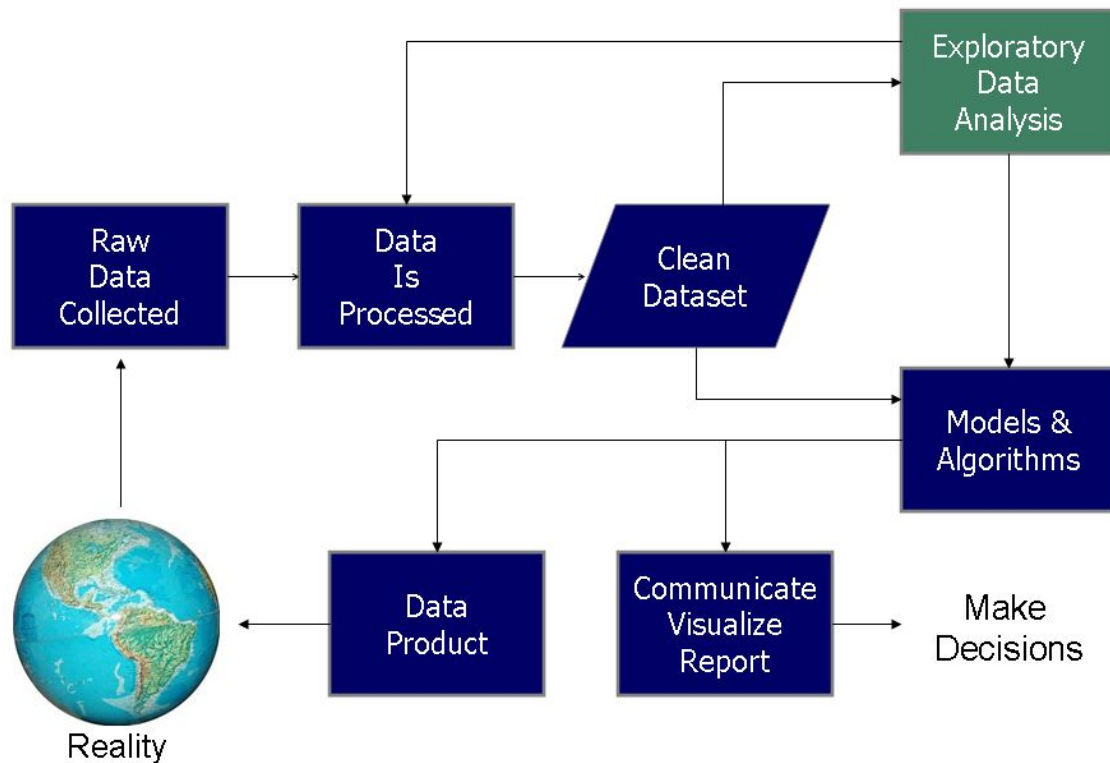 Exploratory
Data
Analysis
Raw
Data
Collected
Data
Is
Processed
Clean
Dataset
Models &
Algorithms
Data
Product
Communicate
Visualize
Report
Make
Decisions
Reality